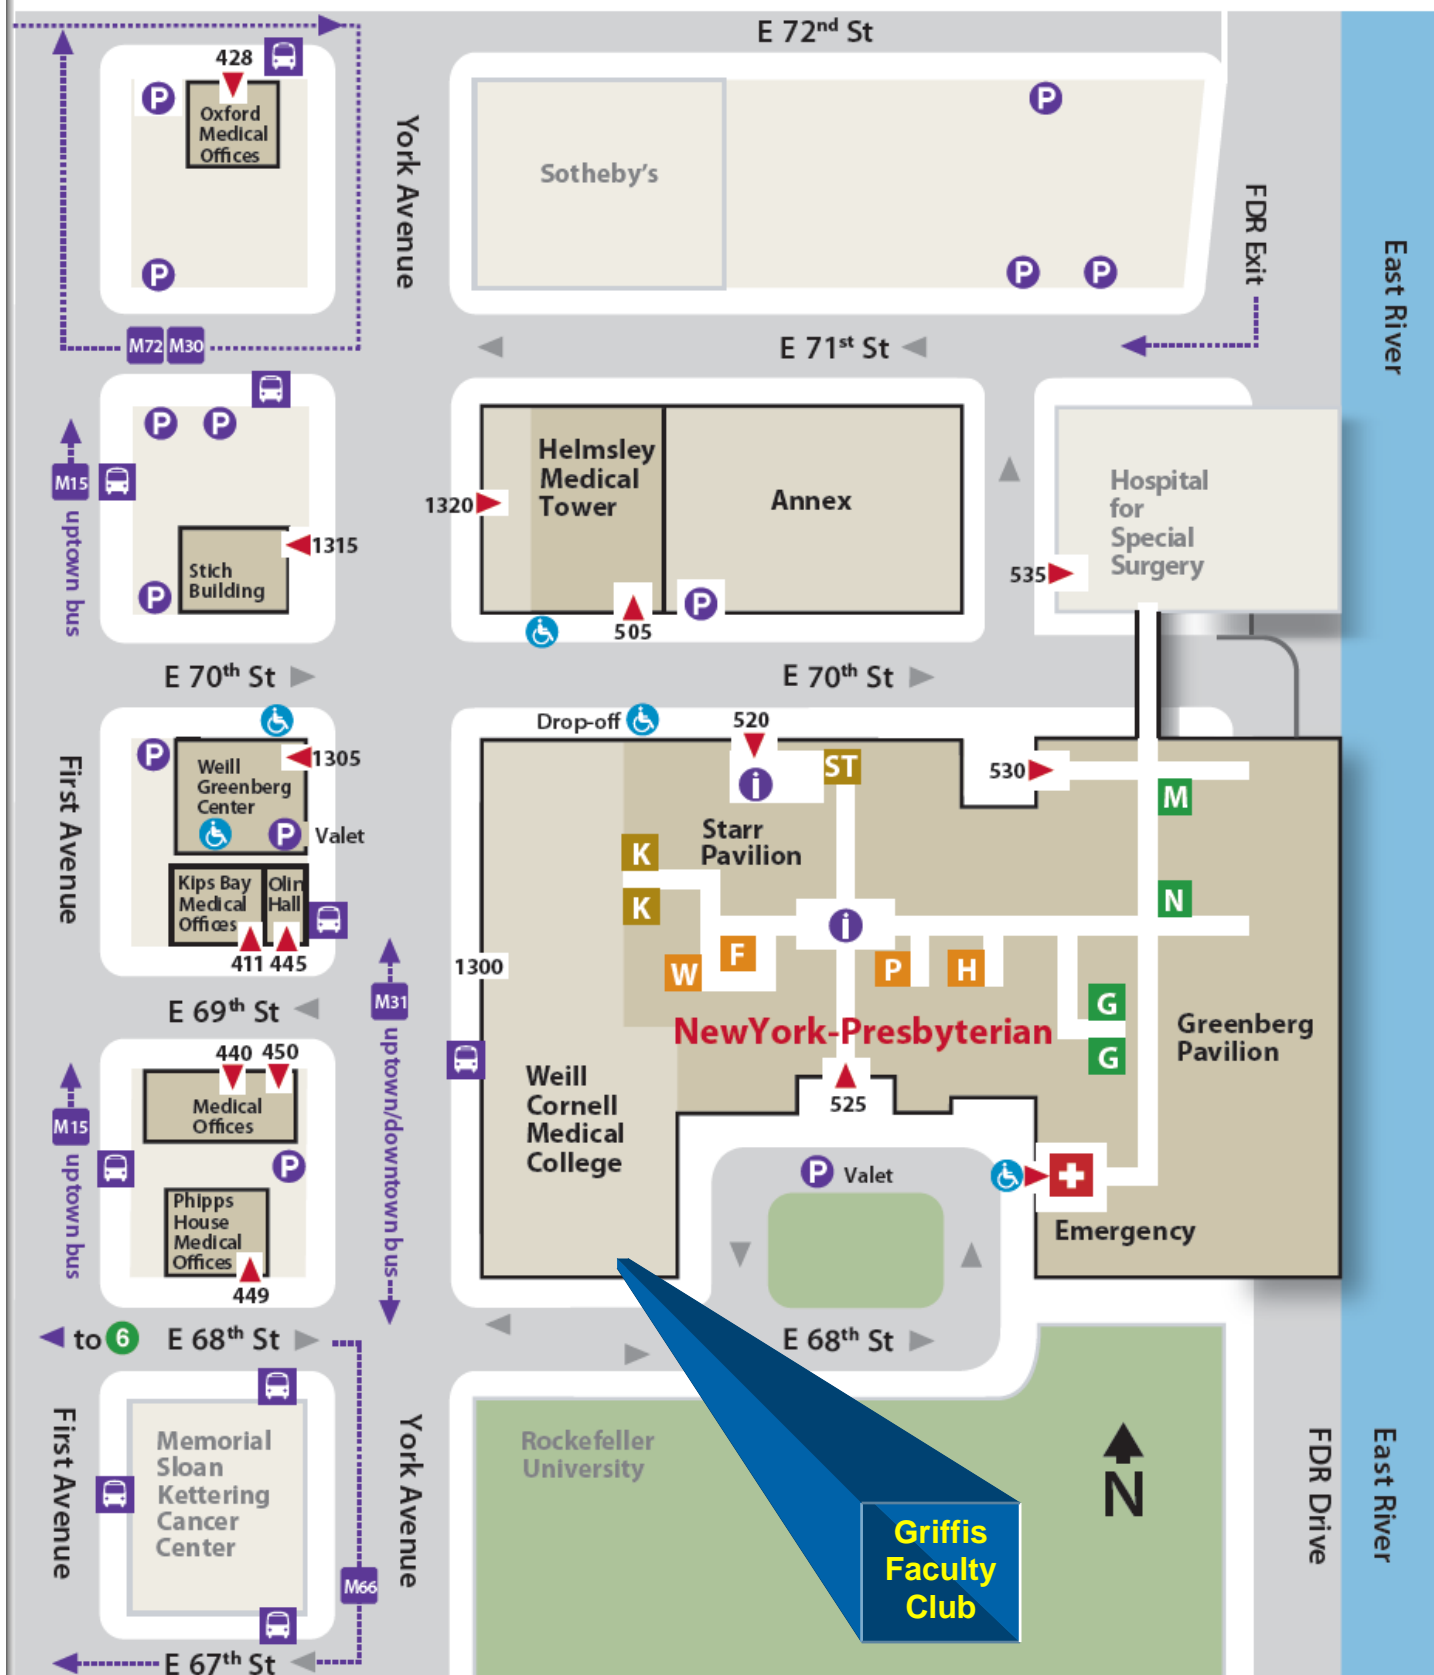 E 72nd St
428
P
Oxford
Medical
Offices
P
York Avenue
Sotheby's
P
P
P
FDR Exit
East River
M72
M30
E 71st St
P
P
M15
uptown bus
1315
Stich
Building
P
1320
Helmsley
Medical
Tower
Annex
505
P
535
Hospital
for
Special
Surgery
E 70th St
E 70th St
First Avenue
P
1305
Weill
Greenberg
Center
P
Valet
Kips Bay
Medical
Offices
Olin
Hall
411
445
E 69th St
M31
uptown/downtown bus
Drop-off
520
i
ST
530
M
Starr
Pavilion
K
K
N
i
W
F
P
H
G
G
1300
NewYork-Presbyterian
Greenberg
Pavilion
525
Weill
Cornell
Medical
College
P
Valet
Emergency
440
450
Medical
Offices
M15
uptown bus
P
Phipps
House
Medical
Offices
449
to 6
E 68th St
E 68th St
First Avenue
Memorial
Sloan
Kettering
Cancer
Center
M66
York Avenue
Rockefeller
University
N
FDR Drive
East River
Griffis
Faculty
Club
E 67th St